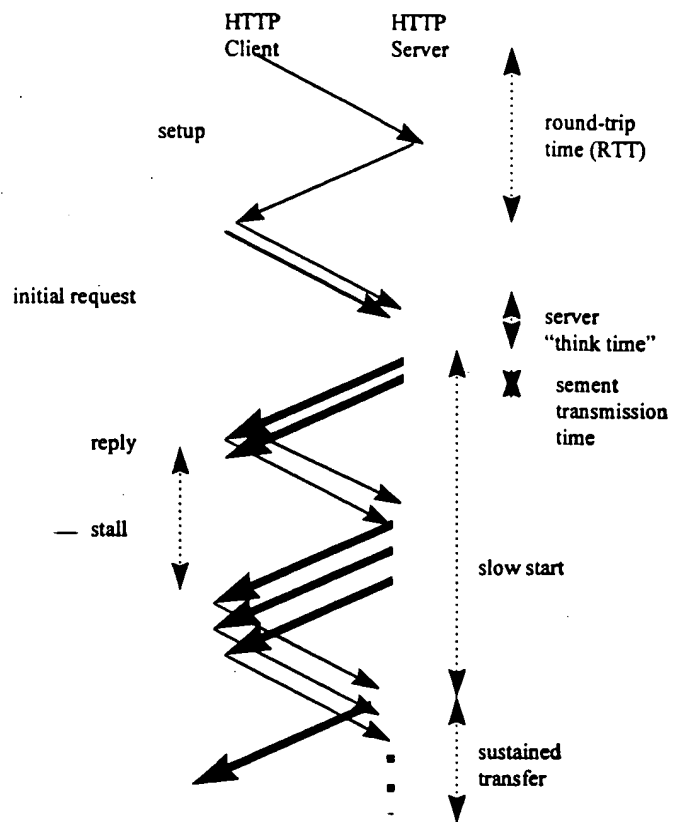 HTTP
Client
HTTP
Server
setup
round-trip
time (RTT)
initial request
server
“think time”
sement
transmission
time
reply
stall
slow start
sustained
transfer